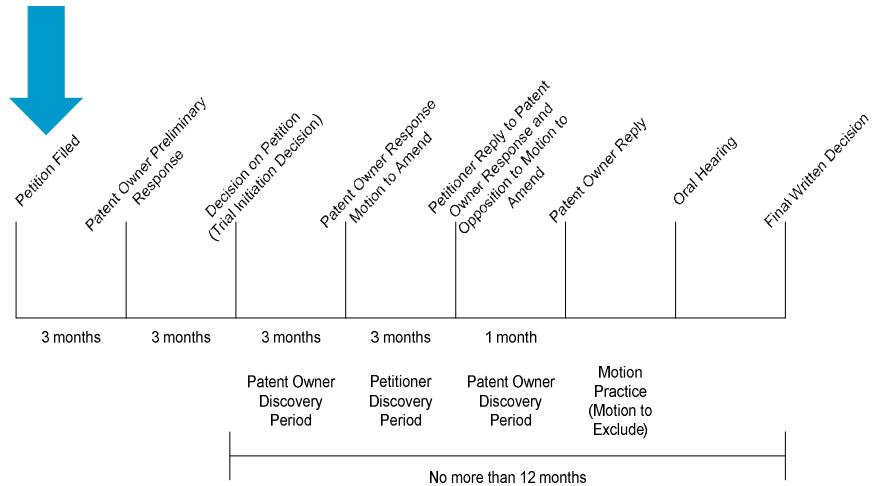 Petition Filed
Patent Owner Preliminary
Response
Decision on Petition
(Trial Initiation Decision)
Patent Owner Response
Motion to Amend
Petitioner Reply to Patent
Owner Response and
Opposition to Motion to
Amend
Patent Owner Reply
Oral Hearing
Final Written Decision
3 months
3 months
3 months
3 months
1 month
Patent Owner
Discovery
Period
Petitioner
Discovery
Period
Patent Owner
Discovery
Period
Motion
Practice
(Motion to
Exclude)
No more than 12 months